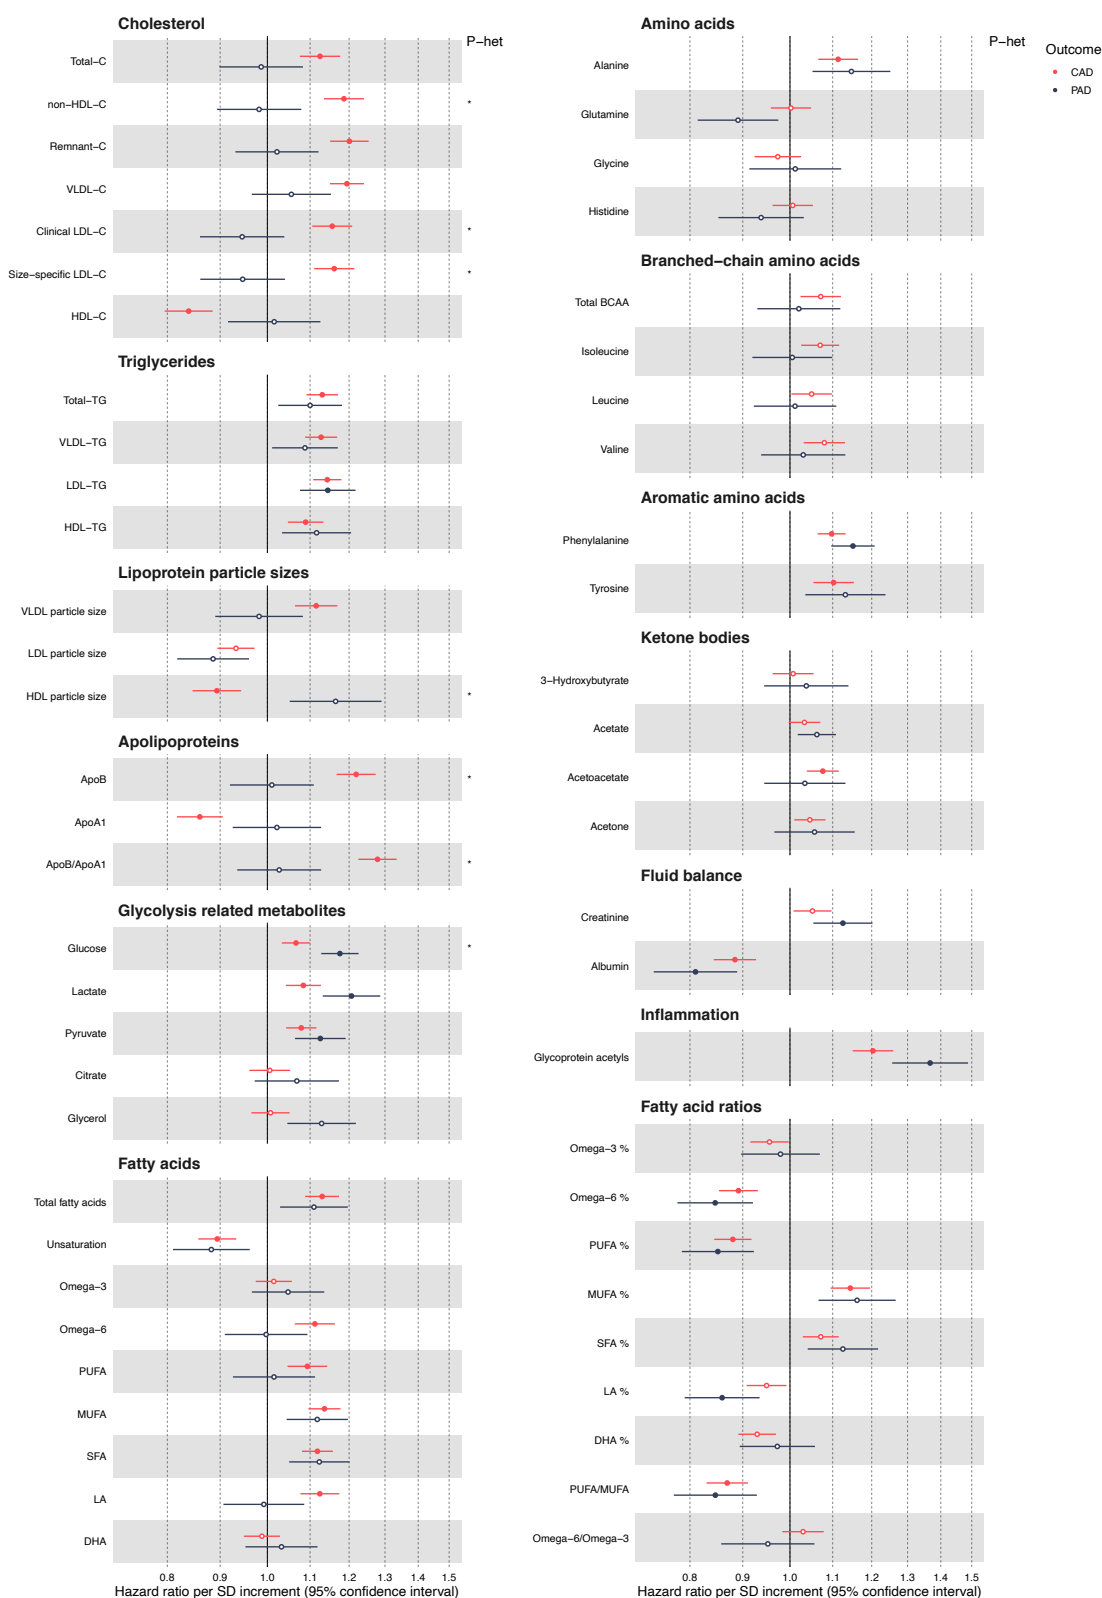 Cholesterol
P-het
Total-C
non-HDL-C
*
Remnant-C
VLDL-C
Clinical LDL-C
*
Size-specific LDL-C
*
HDL-C
Triglycerides
Total-TG
VLDL-TG
LDL-TG
HDL-TG
Lipoprotein particle sizes
VLDL particle size
LDL particle size
HDL particle size
*
Apolipoproteins
ApoB
*
ApoA1
ApoB/ApoA1
*
Glycolysis related metabolites
Glucose
*
Lactate
Pyruvate
Citrate
Glycerol
Fatty acids
Total fatty acids
Unsaturation
Omega-3
Omega-6
PUFA
MUFA
SFA
LA
DHA
0.8 0.9 1.0 1.1 1.2 1.3 1.4 1.5
Hazard ratio per SD increment (95% confidence interval)
Amino acids
P-het
Alanine
Glutamine
Glycine
Histidine
Branched-chain amino acids
Total BCAA
Isoleucine
Leucine
Valine
Aromatic amino acids
Phenylalanine
Tyrosine
Ketone bodies
3-Hydroxybutyrate
Acetate
Acetoacetate
Acetone
Fluid balance
Creatinine
Albumin
Inflammation
Glycoprotein acetyls
Fatty acid ratios
Omega-3 %
Omega-6 %
PUFA %
MUFA %
SFA %
LA %
DHA %
PUFA/MUFA
Omega-6/Omega-3
0.8 0.9 1.0 1.1 1.2 1.3 1.4 1.5
Hazard ratio per SD increment (95% confidence interval)
Outcome
CAD
PAD